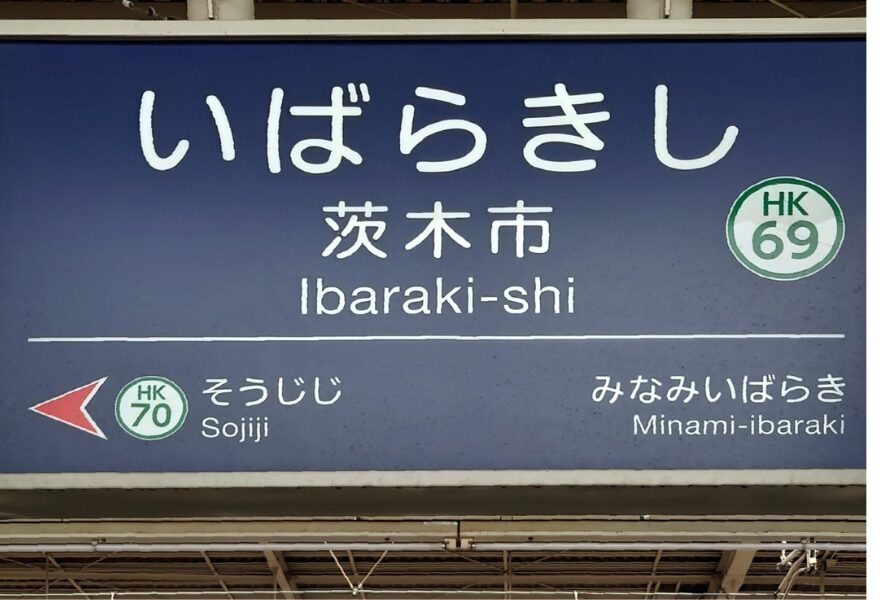 いばらきし
茨木市
Ibaraki-shi
HK
69
HK
70
そうじじ
Sojiji
みなみいばらき
Minami-ibaraki